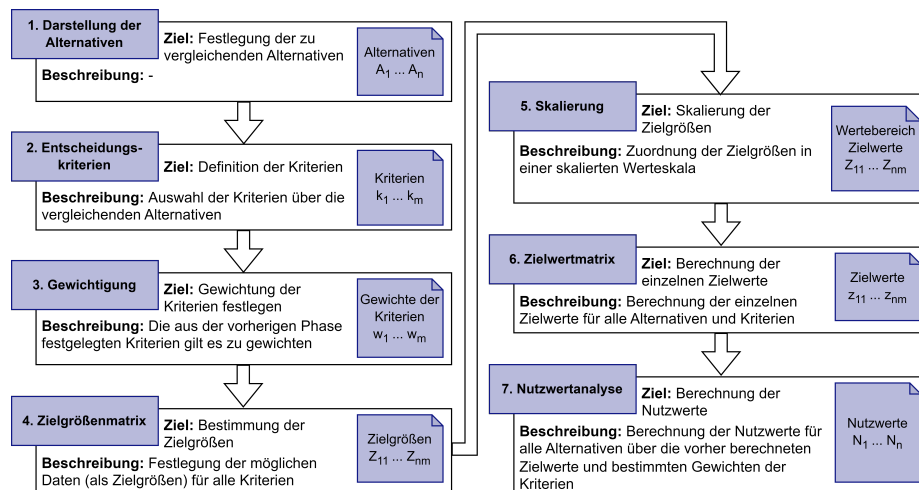 1. Darstellung der
Alternativen
Ziel: Festlegung der zu
vergleichenden Alternativen
Beschreibung: -
Alternativen
A1 ... An
2. Entscheidungs-
kriterien
Ziel: Definition der Kriterien
Beschreibung: Auswahl der Kriterien über die
vergleichenden Alternativen
Kriterien
k1 ... km
3. Gewichtigung
Ziel: Gewichtung der
Kriterien festlegen
Beschreibung: Die aus der vorherigen Phase
festgelegten Kriterien gilt es zu gewichten
Gewichte der
Kriterien
w1 ... wm
4. Zielgrößenmatrix
Ziel: Bestimmung der
Zielgrößen
Beschreibung: Festlegung der möglichen
Daten (als Zielgrößen) für alle Kriterien
Zielgrößen
Z11 ... Znm
5. Skalierung
Ziel: Skalierung der
Zielgrößen
Beschreibung: Zuordnung der Zielgrößen in
einer skalierten Werteskala
Wertebereich
Zielwerte
Z11 ... Znm
6. Zielwertmatrix
Ziel: Berechnung der
einzelnen Zielwerte
Beschreibung: Berechnung der einzelnen
Zielwerte für alle Alternativen und Kriterien
Zielwerte
z11 ... znm
7. Nutzwertanalyse
Ziel: Berechnung der
Nutzwerte
Beschreibung: Berechnung der Nutzwerte für
alle Alternativen über die vorher berechneten
Zielwerte und bestimmten Gewichten der
Kriterien
Nutzwerte
N1 ... Nn